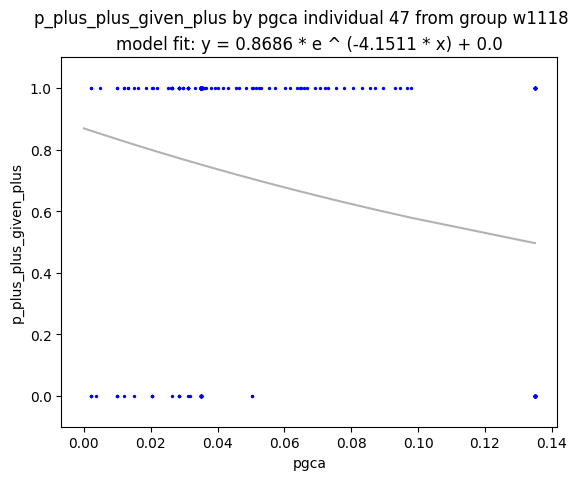 p_plus_plus_given_plus by pgca individual 47 from group w1118
model fit: y = 0.8686 * e ^ (-4.1511 * x) + 0.0
p_plus_plus_given_plus
1.0
0.8
0.6
0.4
0.2
0.0
0.00 0.02 0.04 0.06 0.08 0.10 0.12 0.14
pgca